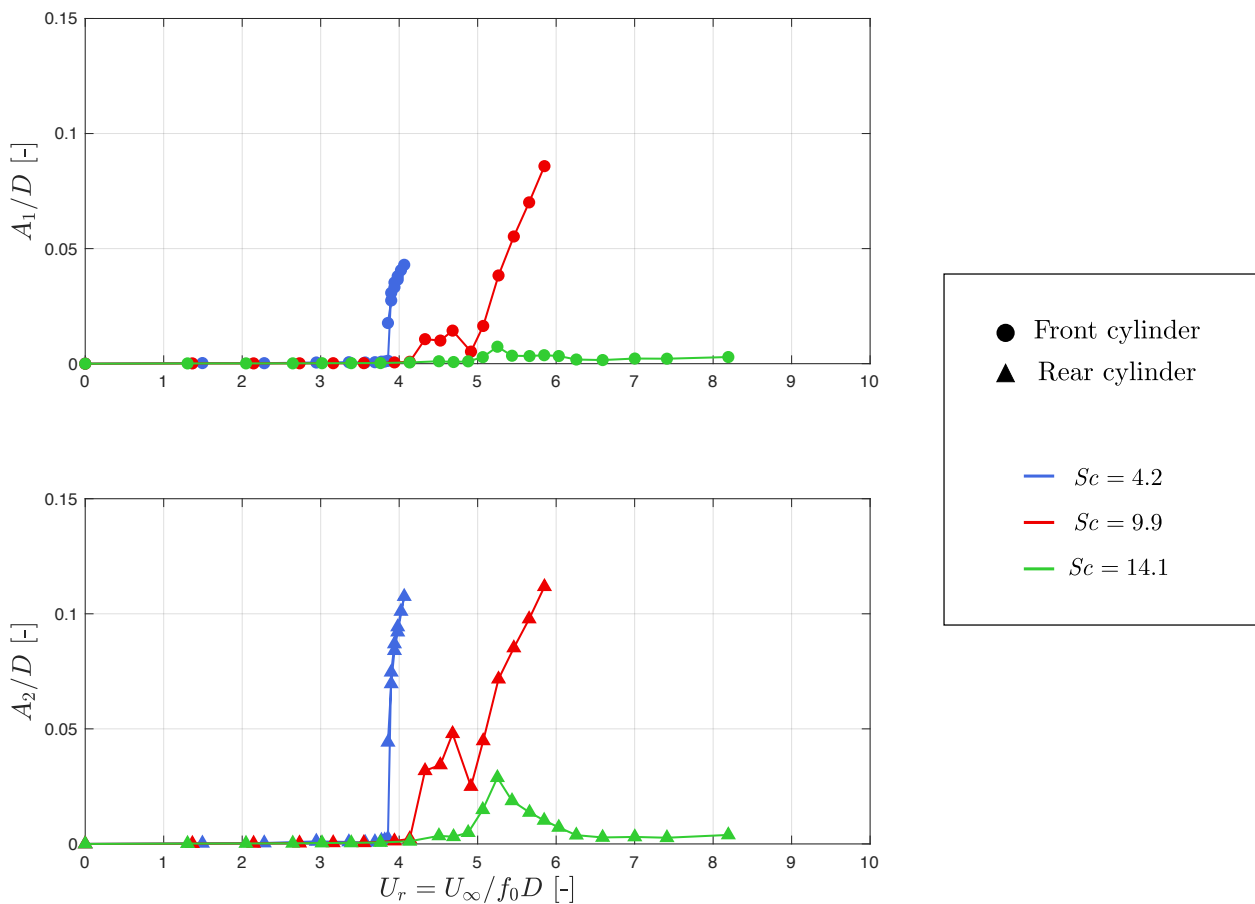 0.15
0.1
0.05
0
A₁/D [-]
0 1 2 3 4 5 6 7 8 9 10
Front cylinder
Rear cylinder
Sc = 4.2
Sc = 9.9
Sc = 14.1
0.15
0.1
0.05
0
A₂/D [-]
0 1 2 3 4 5 6 7 8 9 10
Uᵣ = U∞/f₀D [-]